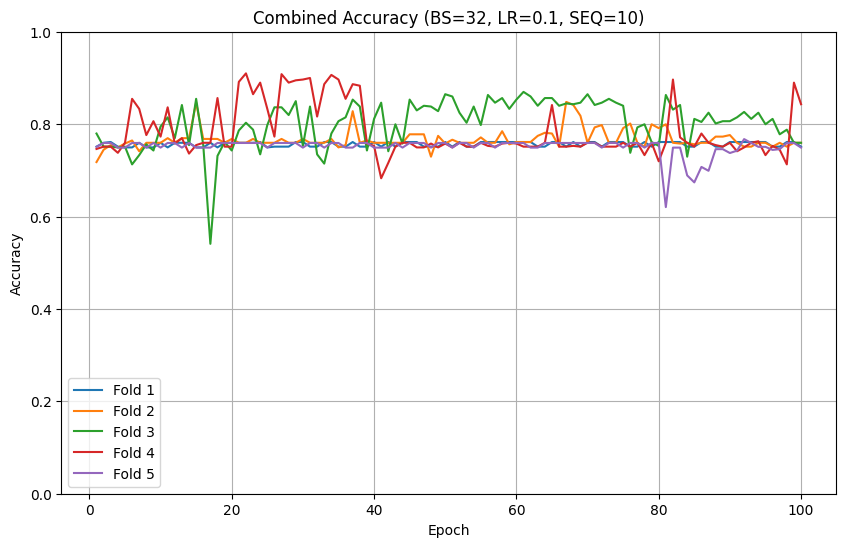 Combined Accuracy (BS=32, LR=0.1, SEQ=10)
1.0
0.8
0.6
0.4
0.2
0.0
Accuracy
Fold 1
Fold 2
Fold 3
Fold 4
Fold 5
0 20 40 60 80 100
Epoch